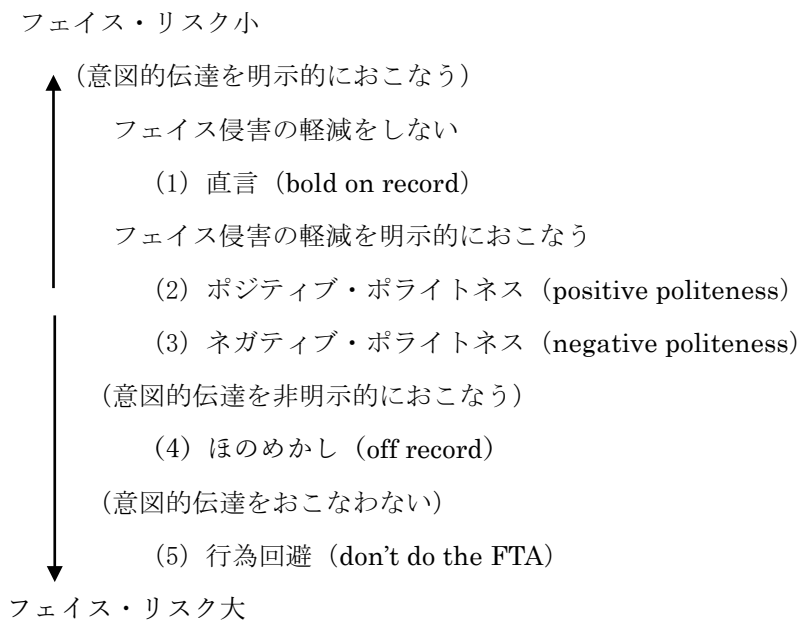 フェイス・リスク小
(意図的伝達を明示的におこなう)
フェイス侵害の軽減をしない
(1) 直言 (bold on record)
フェイス侵害の軽減を明示的におこなう
(2) ポジティブ・ポライトネス (positive politeness)
(3) ネガティブ・ポライトネス (negative politeness)
(意図的伝達を非明示的におこなう)
(4) ほのめかし (off record)
(意図的伝達をおこなわない)
(5) 行為回避 (don't do the FTA)
フェイス・リスク大